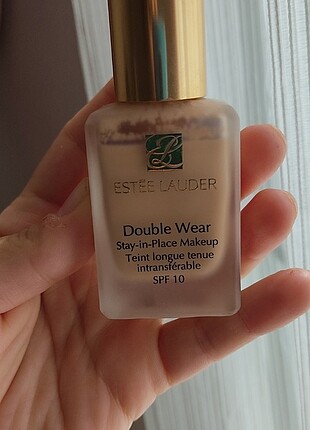 ESTĒE LAUDER
Double Wear
Stay-in-Place Makeup
Teint longue tenue
intransférable
SPF 10